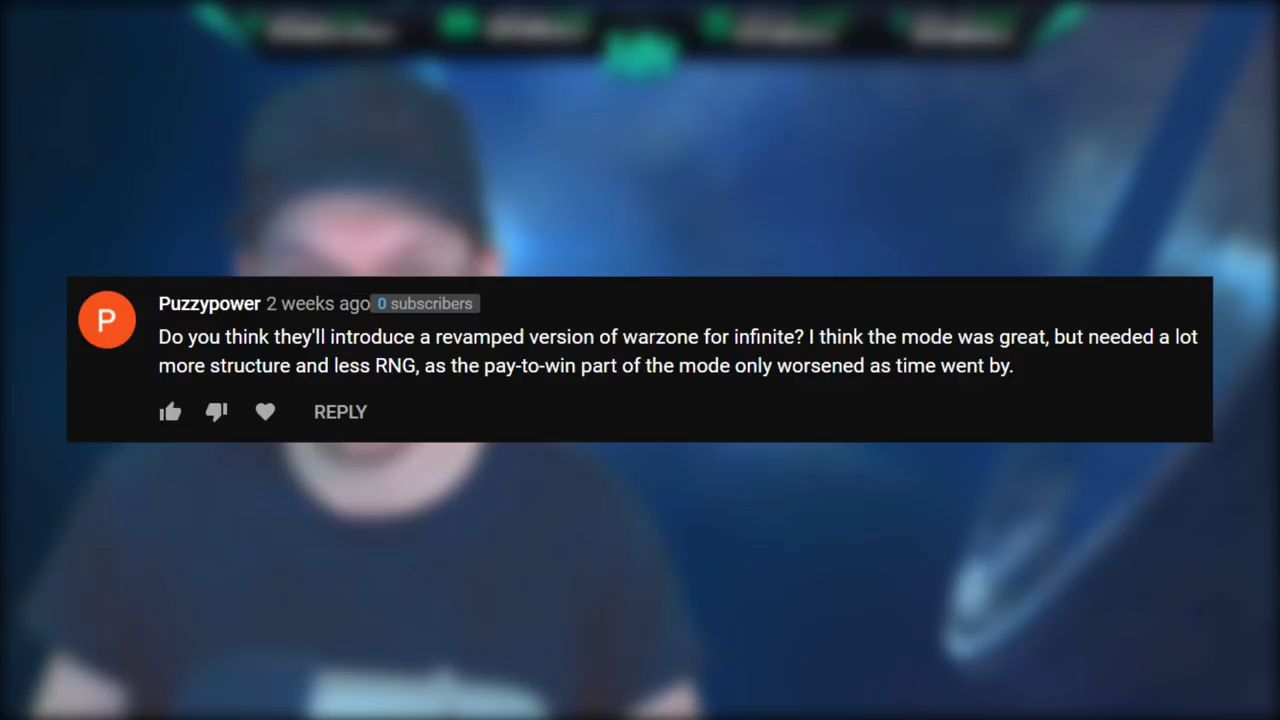 P
Puzzypower 2 weeks ago 0 subscribers
Do you think they'll introduce a revamped version of warzone for infinite? I think the mode was great, but needed a lot
more structure and less RNG, as the pay-to-win part of the mode only worsened as time went by.
REPLY